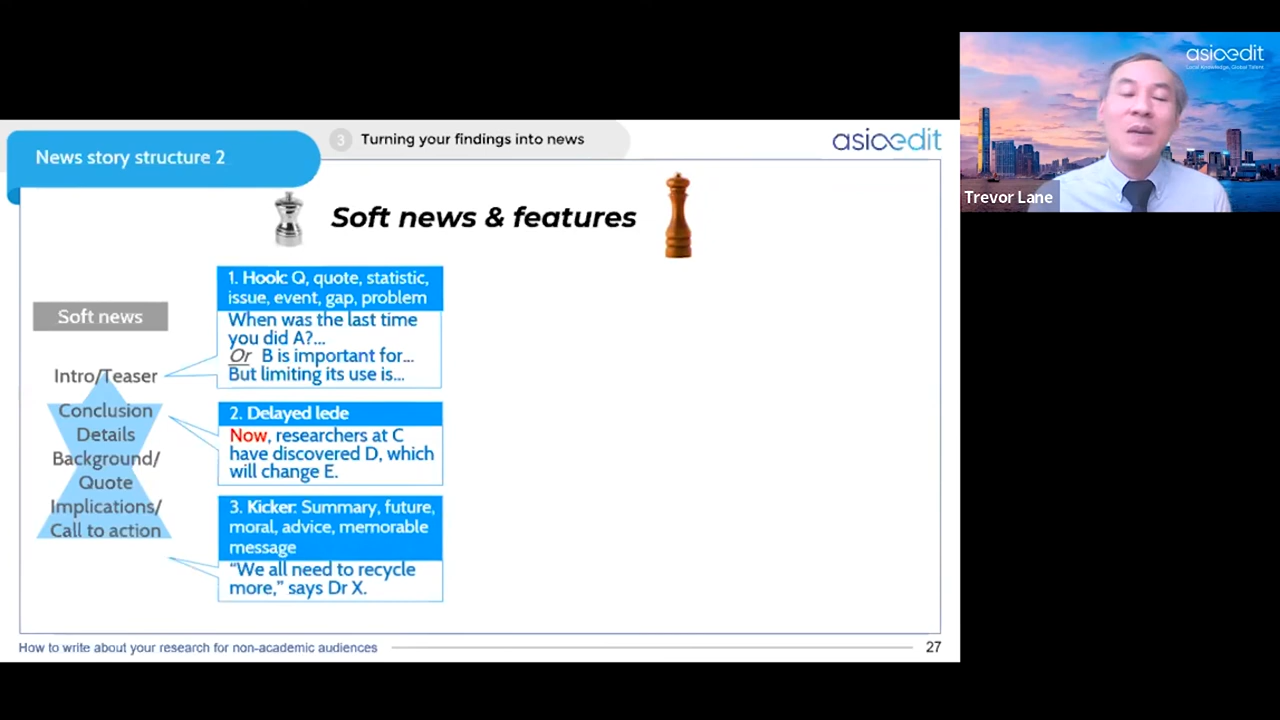 News story structure 2
3 Turning your findings into news
asiaedit
Soft news & features
Soft news
Intro/Teaser
Conclusion
Details
Background/
Quote
Implications/
Call to action
1. Hook: Q, quote, statistic,
issue, event, gap, problem
When was the last time
you did A?...
Or B is important for...
But limiting its use is...
2. Delayed lede
Now, researchers at C
have discovered D, which
will change E.
3. Kicker: Summary, future,
moral, advice, memorable
message
“We all need to recycle
more,” says Dr X.
How to write about your research for non-academic audiences
27
asiaedit
Local Knowledge, Global Talent
Trevor Lane